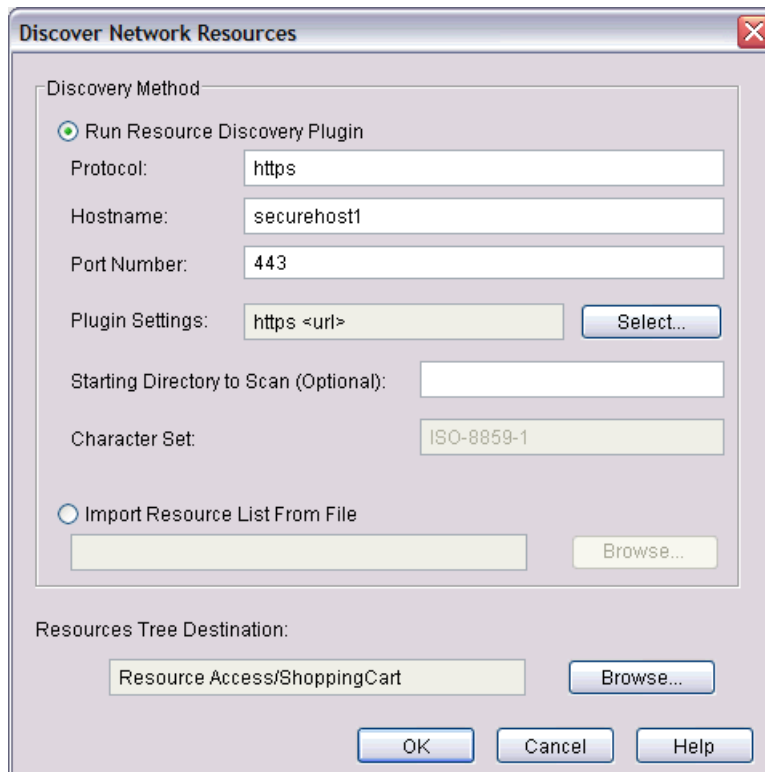 Discover Network Resources
Discovery Method
Run Resource Discovery Plugin
Protocol: https
Hostname: securehost1
Port Number: 443
Plugin Settings: https <url> Select...
Starting Directory to Scan (Optional):
Character Set: ISO-8859-1
Import Resource List From File
Browse...
Resources Tree Destination:
Resource Access/ShoppingCart Browse...
OK Cancel Help